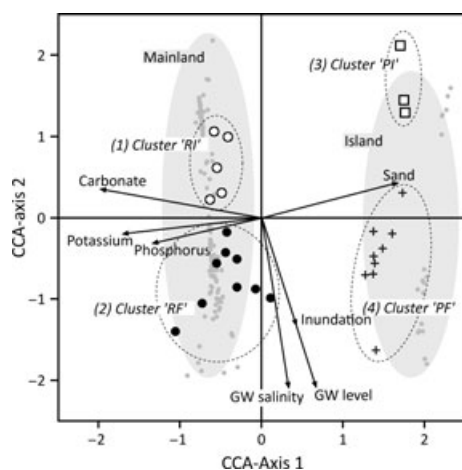 Mainland
(3) Cluster 'PI'
(1) Cluster 'RI'
Island
Carbonate
Sand
Potassium
Phosphorus
(2) Cluster 'RF'
Inundation
(4) Cluster 'PF'
GW salinity
GW level
CCA-axis 2
2
1
0
−1
−2
−2
−1
0
1
2
CCA-Axis 1